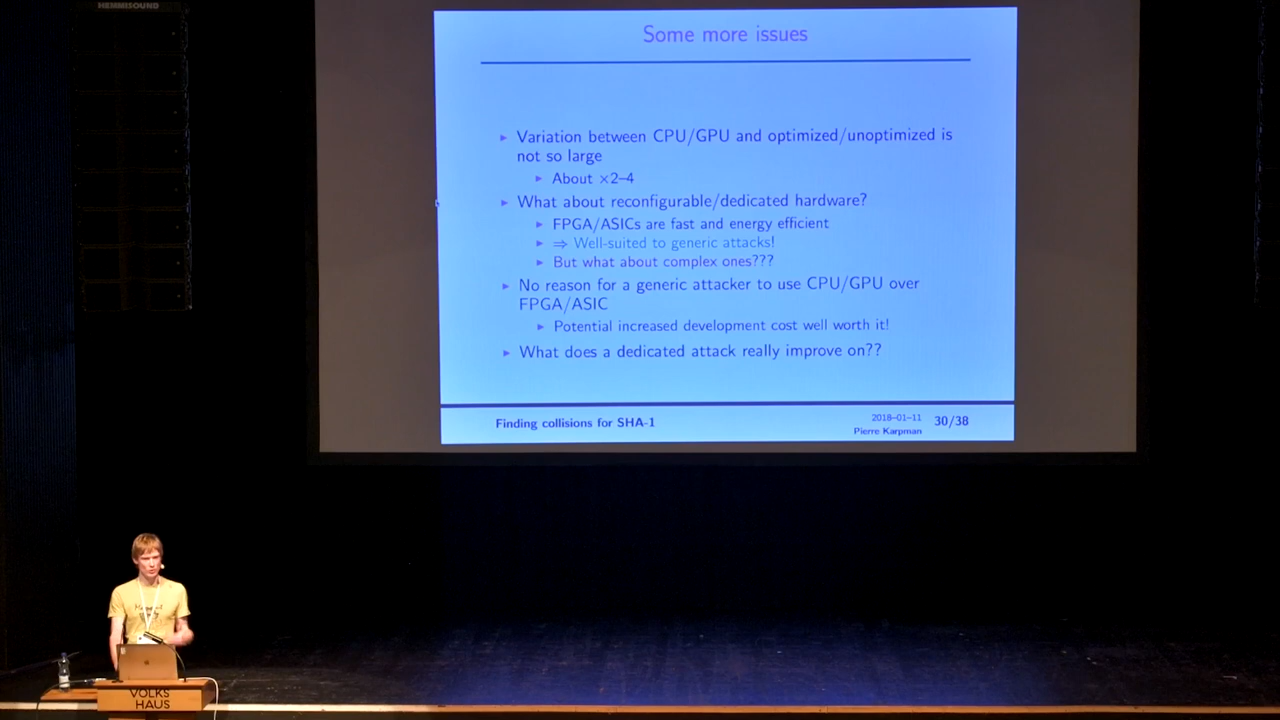 HEMMISOUND
Some more issues
Variation between CPU/GPU and optimized/unoptimized is
not so large
About ×2–4
What about reconfigurable/dedicated hardware?
FPGA/ASICs are fast and energy efficient
⇒ Well-suited to generic attacks!
But what about complex ones???
No reason for a generic attacker to use CPU/GPU over
FPGA/ASIC
Potential increased development cost well worth it!
What does a dedicated attack really improve on??
Finding collisions for SHA-1
2018–01–11
Pierre Karpman
30/38
VOLKS
HAUS